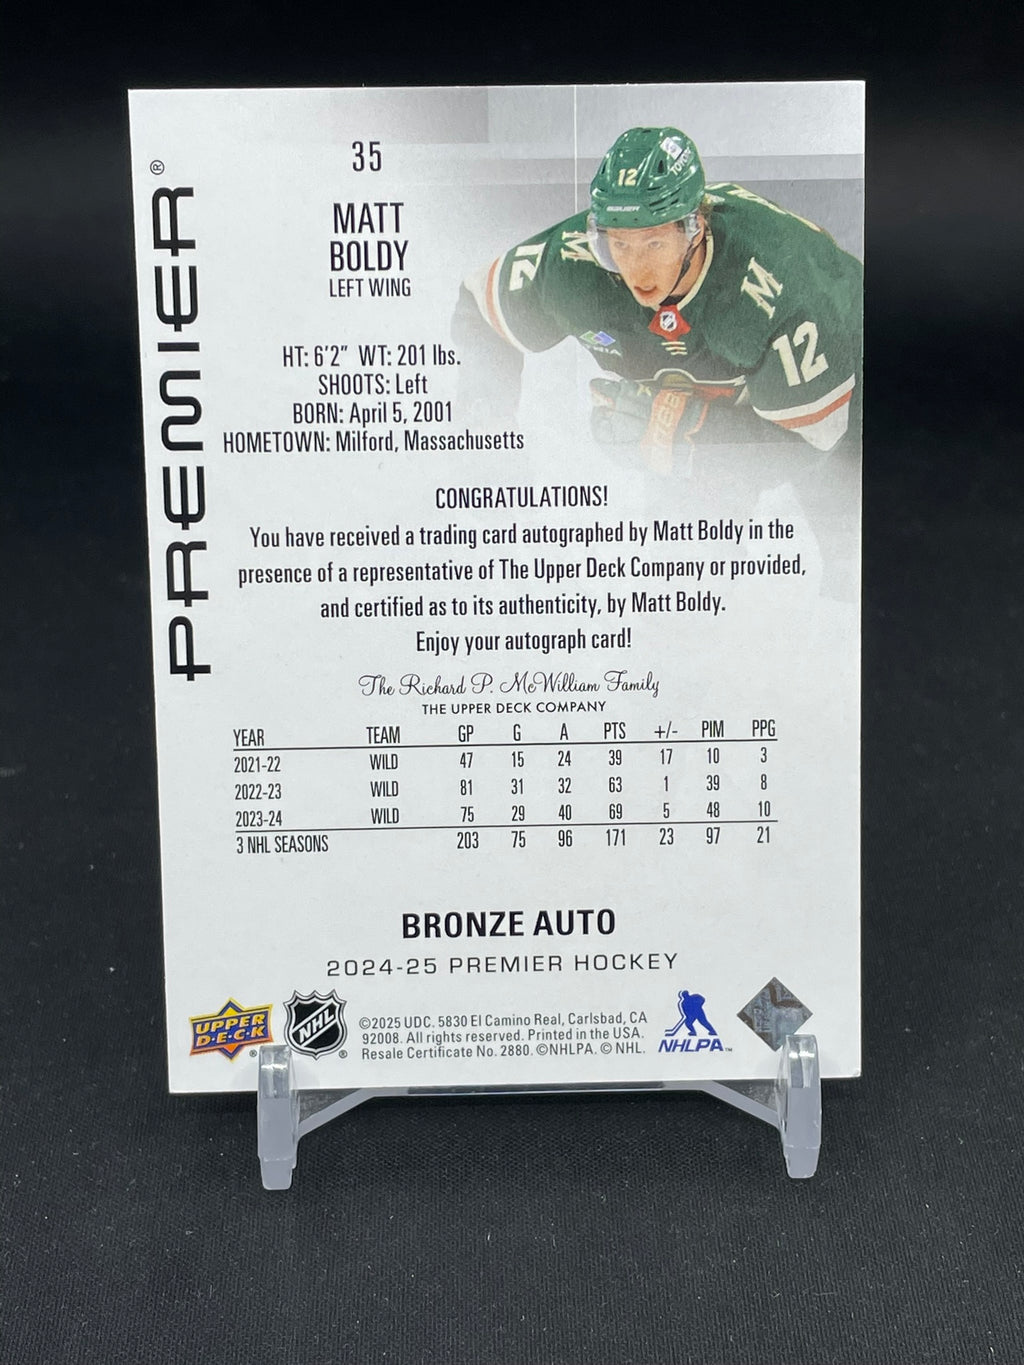 PREMIER®
35
MATT
BOLDY
LEFT WING
HT: 6'2" WT: 201 lbs.
SHOOTS: Left
BORN: April 5, 2001
HOMETOWN: Milford, Massachusetts
12
TOYOTA
BAUER
12
M
M
12
CONGRATULATIONS!
You have received a trading card autographed by Matt Boldy in the
presence of a representative of The Upper Deck Company or provided,
and certified as to its authenticity, by Matt Boldy.
Enjoy your autograph card!
The Richard P. McWilliam Family
THE UPPER DECK COMPANY
YEAR TEAM GP G A PTS +/- PIM PPG
2021-22 WILD 47 15 24 39 17 10 3
2022-23 WILD 81 31 32 63 1 39 8
2023-24 WILD 75 29 40 69 5 48 10
3 NHL SEASONS 203 75 96 171 23 97 21
BRONZE AUTO
2024-25 PREMIER HOCKEY
UPPER
D·E·C·K
®
NHL
®
©2025 UDC. 5830 El Camino Real, Carlsbad, CA
92008. All rights reserved. Printed in the USA.
Resale Certificate No. 2880. ©NHLPA. © NHL.
NHLPA™